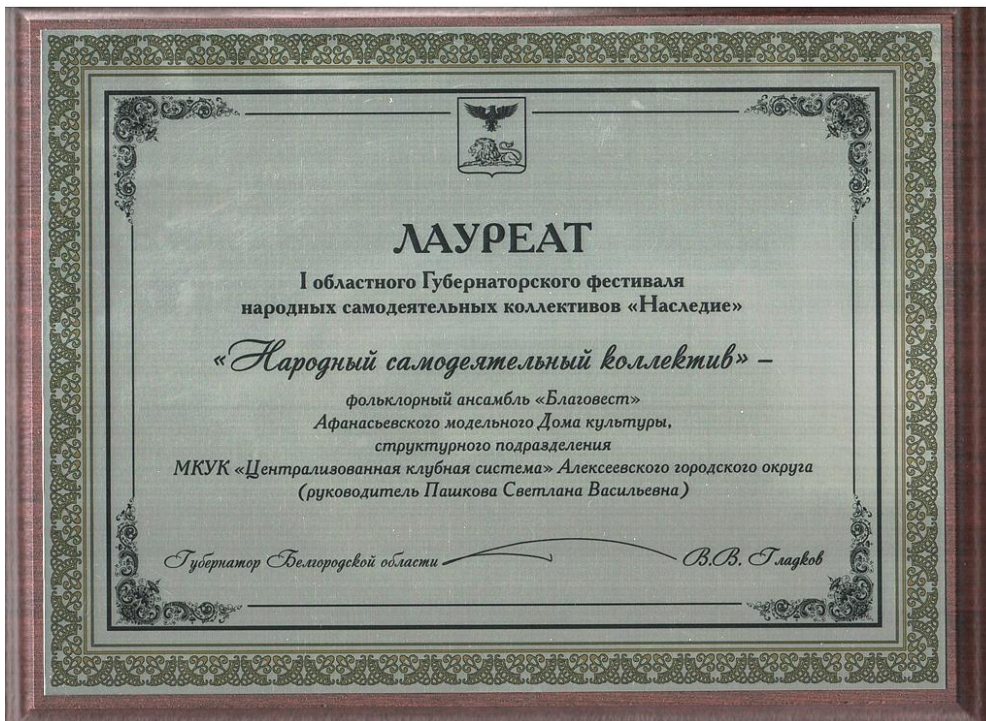 ЛАУРЕАТ
I областного Губернаторского фестиваля
народных самодеятельных коллективов «Наследие»
«Народный самодеятельный коллектив» –
фольклорный ансамбль «Благовест»
Афанасьевского модельного Дома культуры,
структурного подразделения
МКУК «Централизованная клубная система» Алексеевского городского округа
(руководитель Пашкова Светлана Васильевна)
Губернатор Белгородской области В.В. Гладков